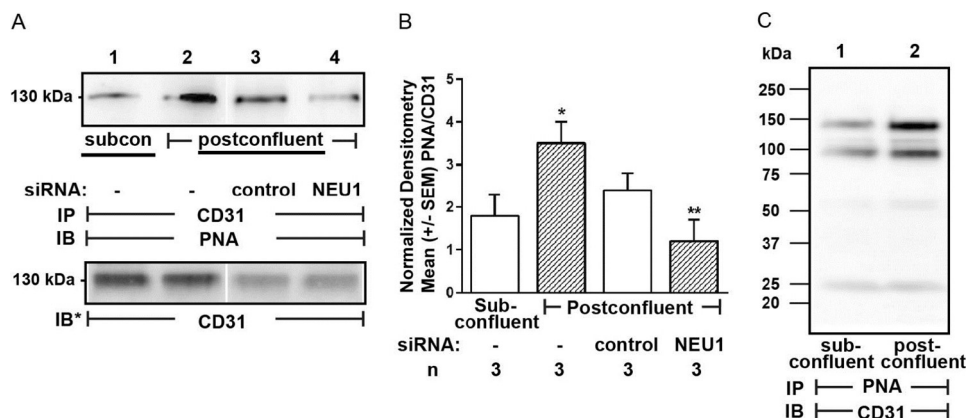 A
1 2 3 4
130 kDa
subcon postconfluent
siRNA: - - control NEU1
IP CD31
IB PNA
130 kDa
IB* CD31
B
Normalized Densitometry
Mean (+/- SEM) PNA/CD31
5
4
3
2
1
0
*
**
Sub-
confluent
Postconfluent
siRNA: - - control NEU1
n 3 3 3 3
C
kDa 1 2
250
150
100
75
50
37
25
20
sub- post-
confluent confluent
IP PNA
IB CD31